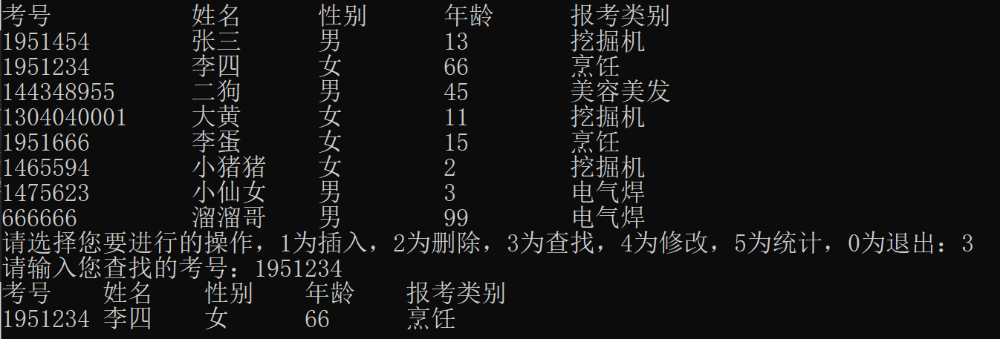 考号 姓名 性别 年龄 报考类别
1951454 张三 男 13 挖掘机
1951234 李四 女 66 烹饪
144348955 二狗 男 45 美容美发
1304040001 大黄 女 11 挖掘机
1951666 李蛋 女 15 烹饪
1465594 小猪猪 女 2 挖掘机
1475623 小仙女 男 3 电气焊
666666 溜溜哥 男 99 电气焊
请选择您要进行的操作，1为插入，2为删除，3为查找，4为修改，5为统计，0为退出：3
请输入您查找的考号：1951234
考号 姓名 性别 年龄 报考类别
1951234 李四 女 66 烹饪